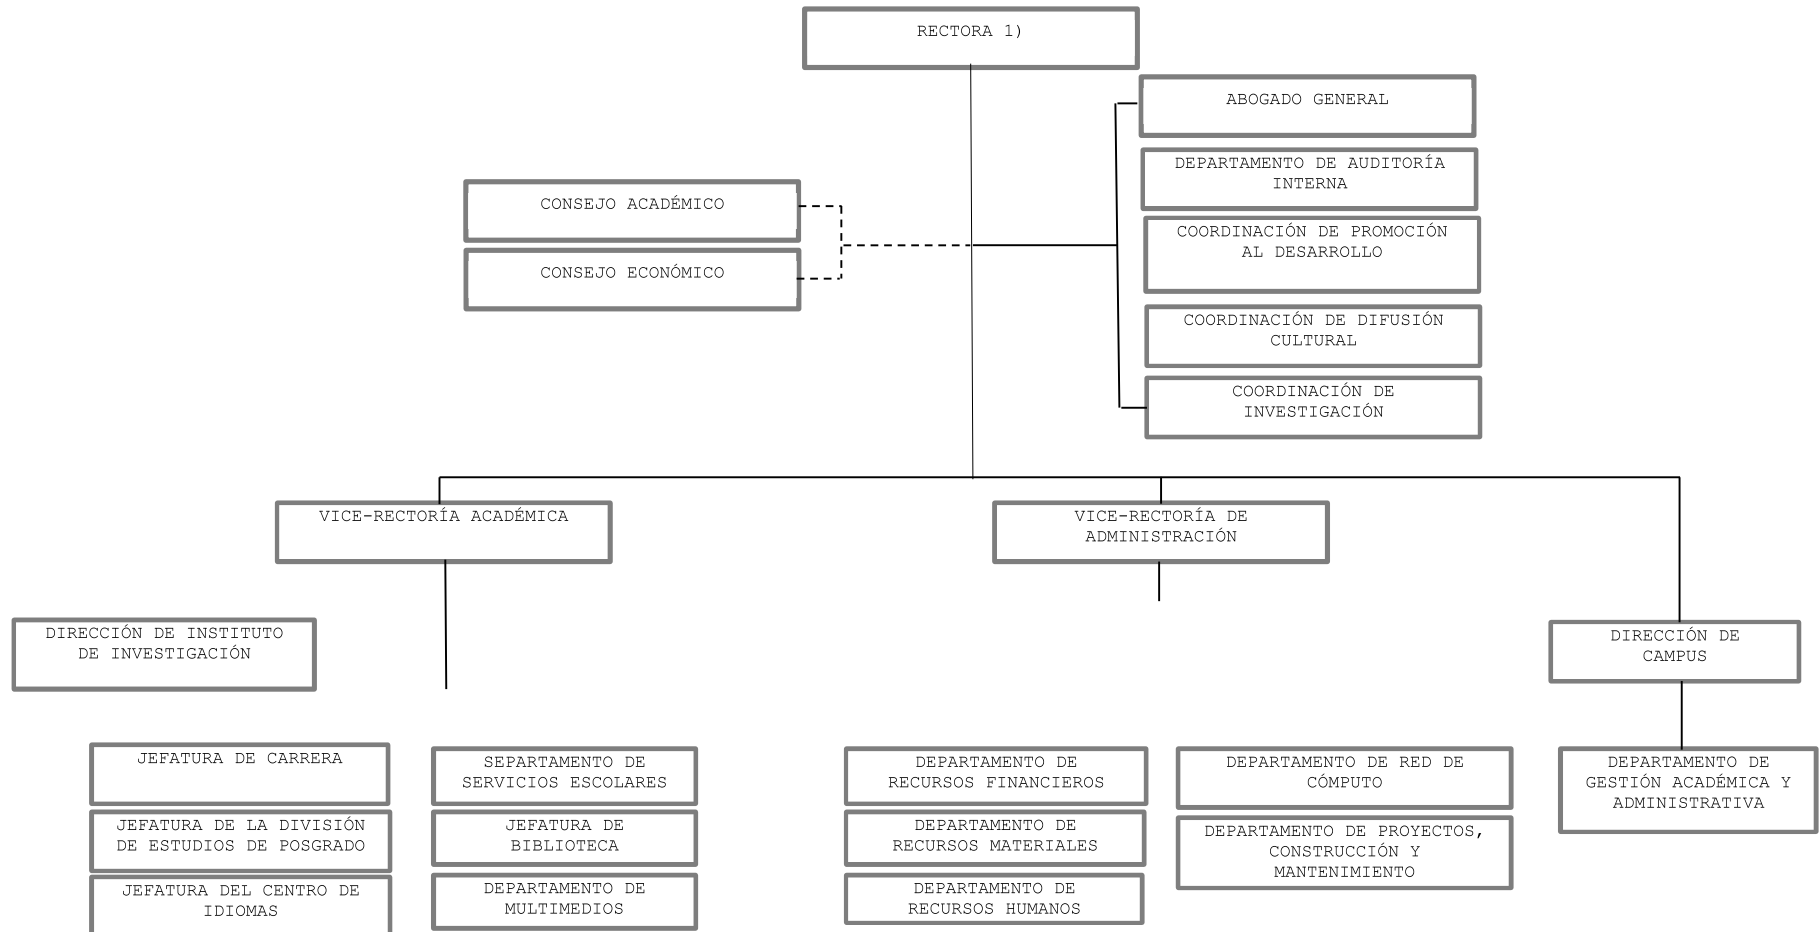 RECTORA 1)
ABOGADO GENERAL
DEPARTAMENTO DE AUDITORÍA
INTERNA
CONSEJO ACADÉMICO
COORDINACIÓN DE PROMOCIÓN
AL DESARROLLO
CONSEJO ECONÓMICO
COORDINACIÓN DE DIFUSIÓN
CULTURAL
COORDINACIÓN DE
INVESTIGACIÓN
VICE-RECTORÍA ACADÉMICA
VICE-RECTORÍA DE
ADMINISTRACIÓN
DIRECCIÓN DE INSTITUTO
DE INVESTIGACIÓN
DIRECCIÓN DE
CAMPUS
JEFATURA DE CARRERA
SEPARTAMENTO DE
SERVICIOS ESCOLARES
DEPARTAMENTO DE
RECURSOS FINANCIEROS
DEPARTAMENTO DE RED DE
CÓMPUTO
DEPARTAMENTO DE
GESTIÓN ACADÉMICA Y
ADMINISTRATIVA
JEFATURA DE LA DIVISIÓN
DE ESTUDIOS DE POSGRADO
JEFATURA DE
BIBLIOTECA
DEPARTAMENTO DE
RECURSOS MATERIALES
DEPARTAMENTO DE PROYECTOS,
CONSTRUCCIÓN Y
MANTENIMIENTO
JEFATURA DEL CENTRO DE
IDIOMAS
DEPARTAMENTO DE
MULTIMEDIOS
DEPARTAMENTO DE
RECURSOS HUMANOS